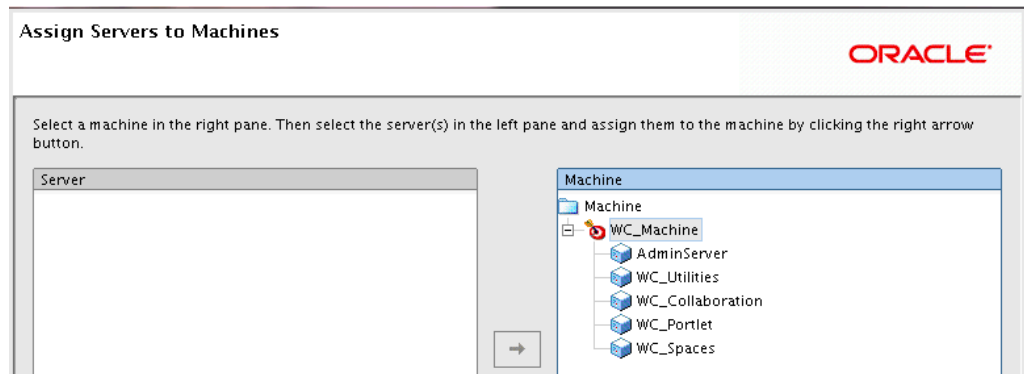 Assign Servers to Machines
ORACLE
Select a machine in the right pane. Then select the server(s) in the left pane and assign them to the machine by clicking the right arrow
button.
Server
Machine
Machine
WC_Machine
AdminServer
WC_Utilities
WC_Collaboration
WC_Portlet
WC_Spaces